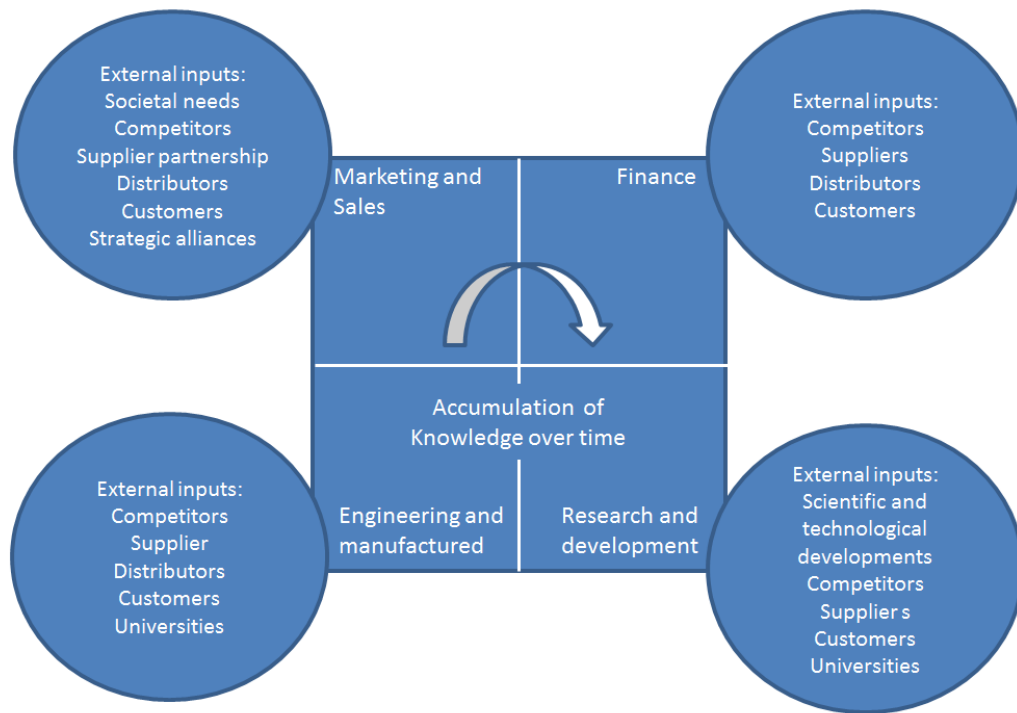 External inputs:
Societal needs
Competitors
Supplier partnership
Distributors
Customers
Strategic alliances
External inputs:
Competitors
Suppliers
Distributors
Customers
Marketing and
Sales
Finance
Accumulation of
Knowledge over time
Engineering and
manufactured
Research and
development
External inputs:
Competitors
Supplier
Distributors
Customers
Universities
External inputs:
Scientific and
technological
developments
Competitors
Supplier s
Customers
Universities